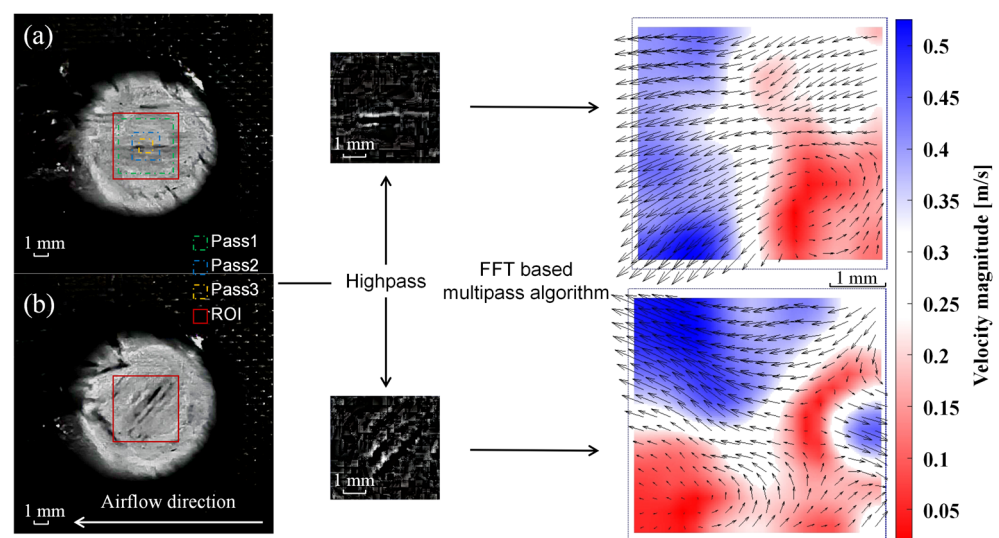 (a)
1 mm
Pass1
Pass2
Pass3
ROI
(b)
1 mm
Airflow direction
1 mm
Highpass
1 mm
FFT based
multipass algorithm
1 mm
0.5
0.45
0.4
0.35
0.3
0.25
0.2
0.15
0.1
0.05
Velocity magnitude [m/s]